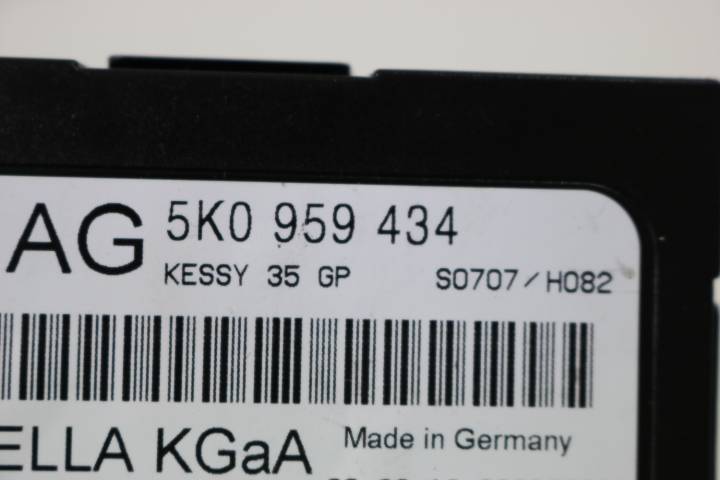 AG 5K0 959 434
KESSY 35 GP S0707/H082
ELLA KGaA Made in Germany